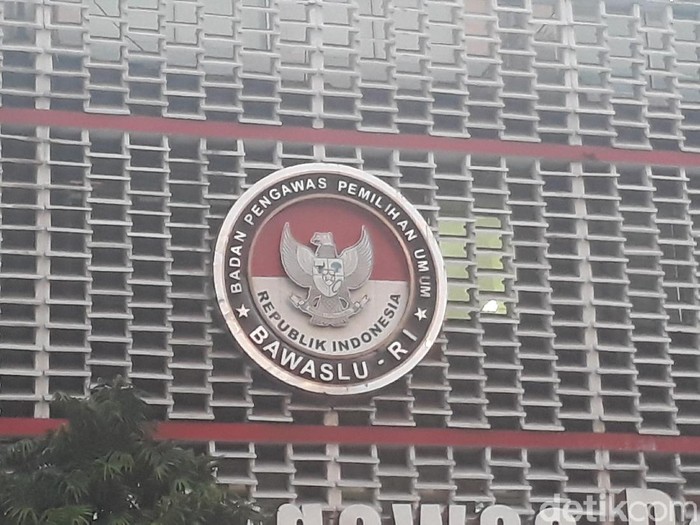 BADAN PENGAWAS PEMILIHAN UMUM
REPUBLIK INDONESIA
★ BAWASLU - RI ★
detikcom